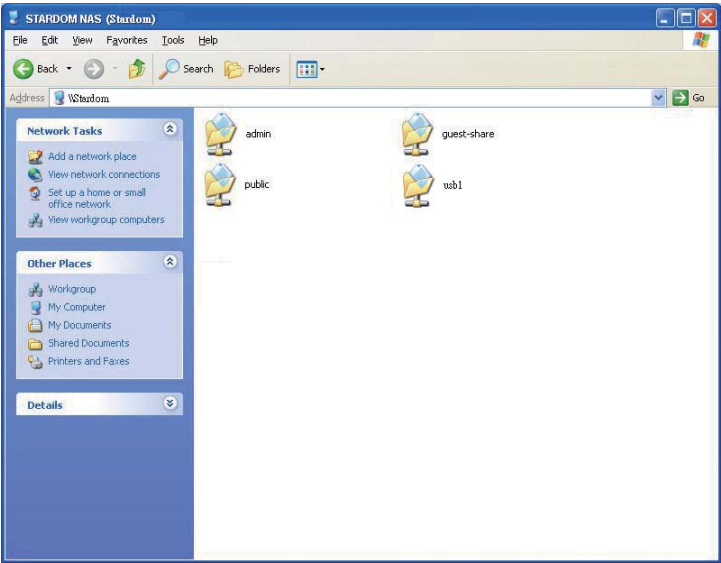 STARDOM NAS (Stardom)
File Edit View Favorites Tools Help
Back Search Folders
Address \\Stardom Go
Network Tasks
Add a network place
View network connections
Set up a home or small
office network
View workgroup computers
Other Places
Workgroup
My Computer
My Documents
Shared Documents
Printers and Faxes
Details
admin
guest-share
public
usb1